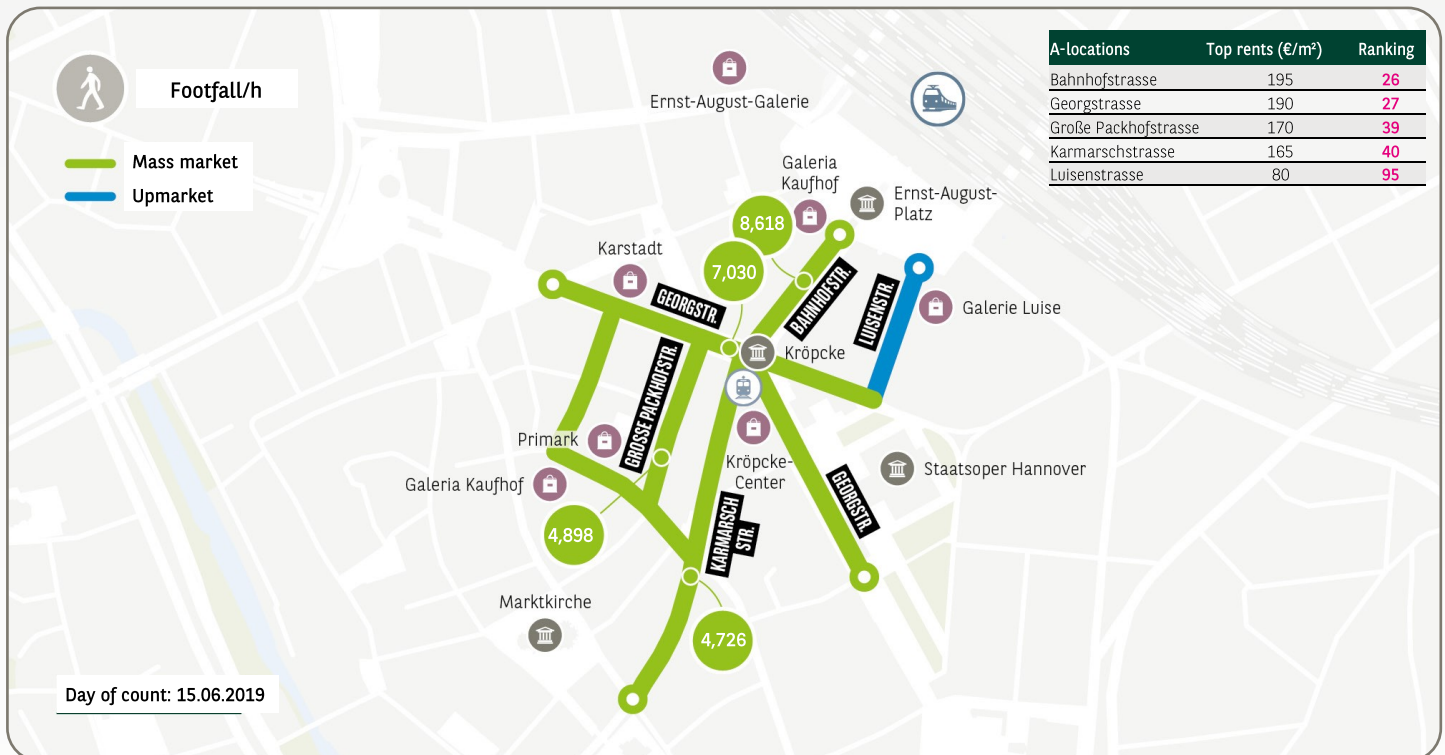 Footfall/h
Mass market
Upmarket
A-locations Top rents (€/m²) Ranking
Bahnhofstrasse 195 26
Georgstrasse 190 27
Große Packhofstrasse 170 39
Karmarschstrasse 165 40
Luisenstrasse 80 95
Ernst-August-Galerie
Galeria
Kaufhof
Ernst-August-
Platz
8,618
Karstadt
7,030
GEORGSTR.
BAHNHOFSTR.
LUISENSTR.
Galerie Luise
Kröpcke
GROSSE PACKHOFSTR.
Primark
Kröpcke-
Center
Staatsoper Hannover
Galeria Kaufhof
GEORGSTR.
4,898
KARMARSCH
STR.
Marktkirche
4,726
Day of count: 15.06.2019